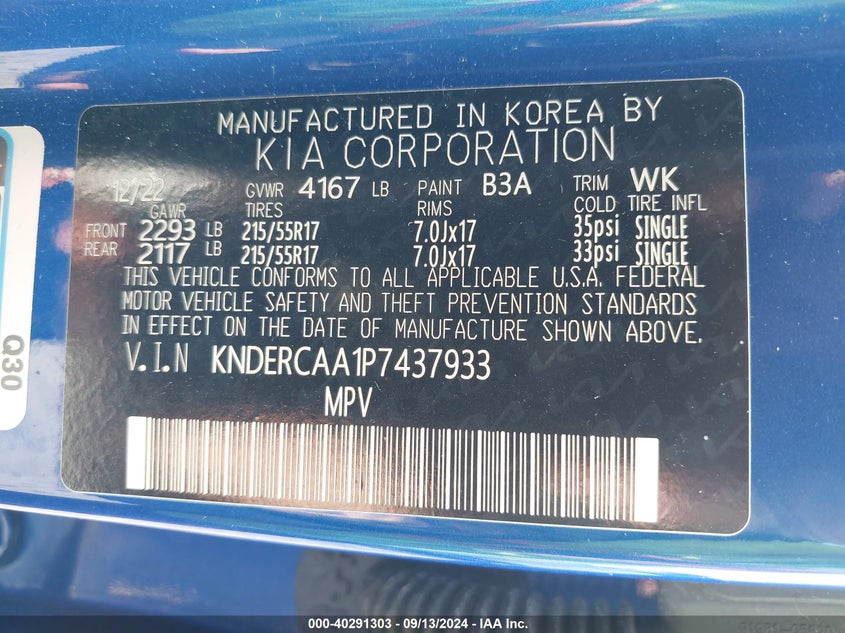 MANUFACTURED IN KOREA BY
KIA CORPORATION
12/22 GVWR 4167 LB PAINT B3A TRIM WK
GAWR TIRES RIMS COLD TIRE INFL
FRONT 2293 LB 215/55R17 7.0Jx17 35psi SINGLE
REAR 2117 LB 215/55R17 7.0Jx17 33psi SINGLE
THIS VEHICLE CONFORMS TO ALL APPLICABLE U.S.A. FEDERAL
MOTOR VEHICLE SAFETY AND THEFT PREVENTION STANDARDS
IN EFFECT ON THE DATE OF MANUFACTURE SHOWN ABOVE.
V.I.N KNDERCAA1P7437933
MPV
Q30
000-40291303 - 09/13/2024 - IAA Inc.